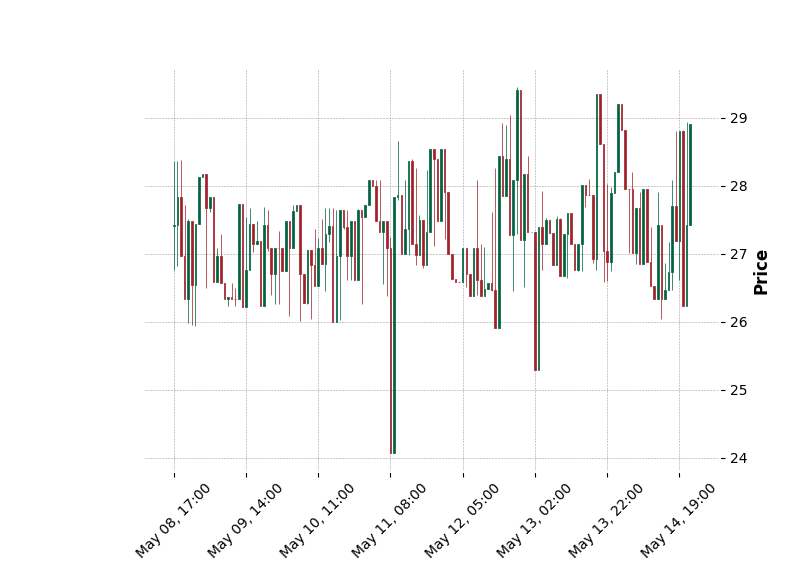 29
28
27
26
25
24
Price
May 08, 17:00
May 09, 14:00
May 10, 11:00
May 11, 08:00
May 12, 05:00
May 13, 02:00
May 13, 22:00
May 14, 19:00